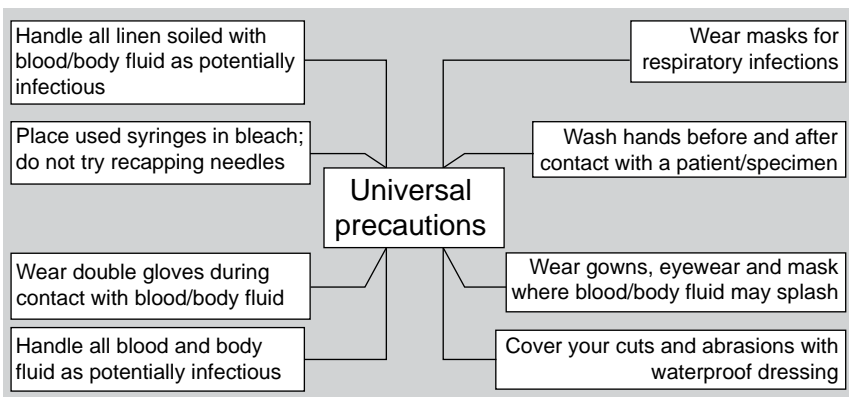 Handle all linen soiled with
blood/body fluid as potentially
infectious
Place used syringes in bleach;
do not try recapping needles
Wear double gloves during
contact with blood/body fluid
Handle all blood and body
fluid as potentially infectious
Universal
precautions
Wear masks for
respiratory infections
Wash hands before and after
contact with a patient/specimen
Wear gowns, eyewear and mask
where blood/body fluid may splash
Cover your cuts and abrasions with
waterproof dressing